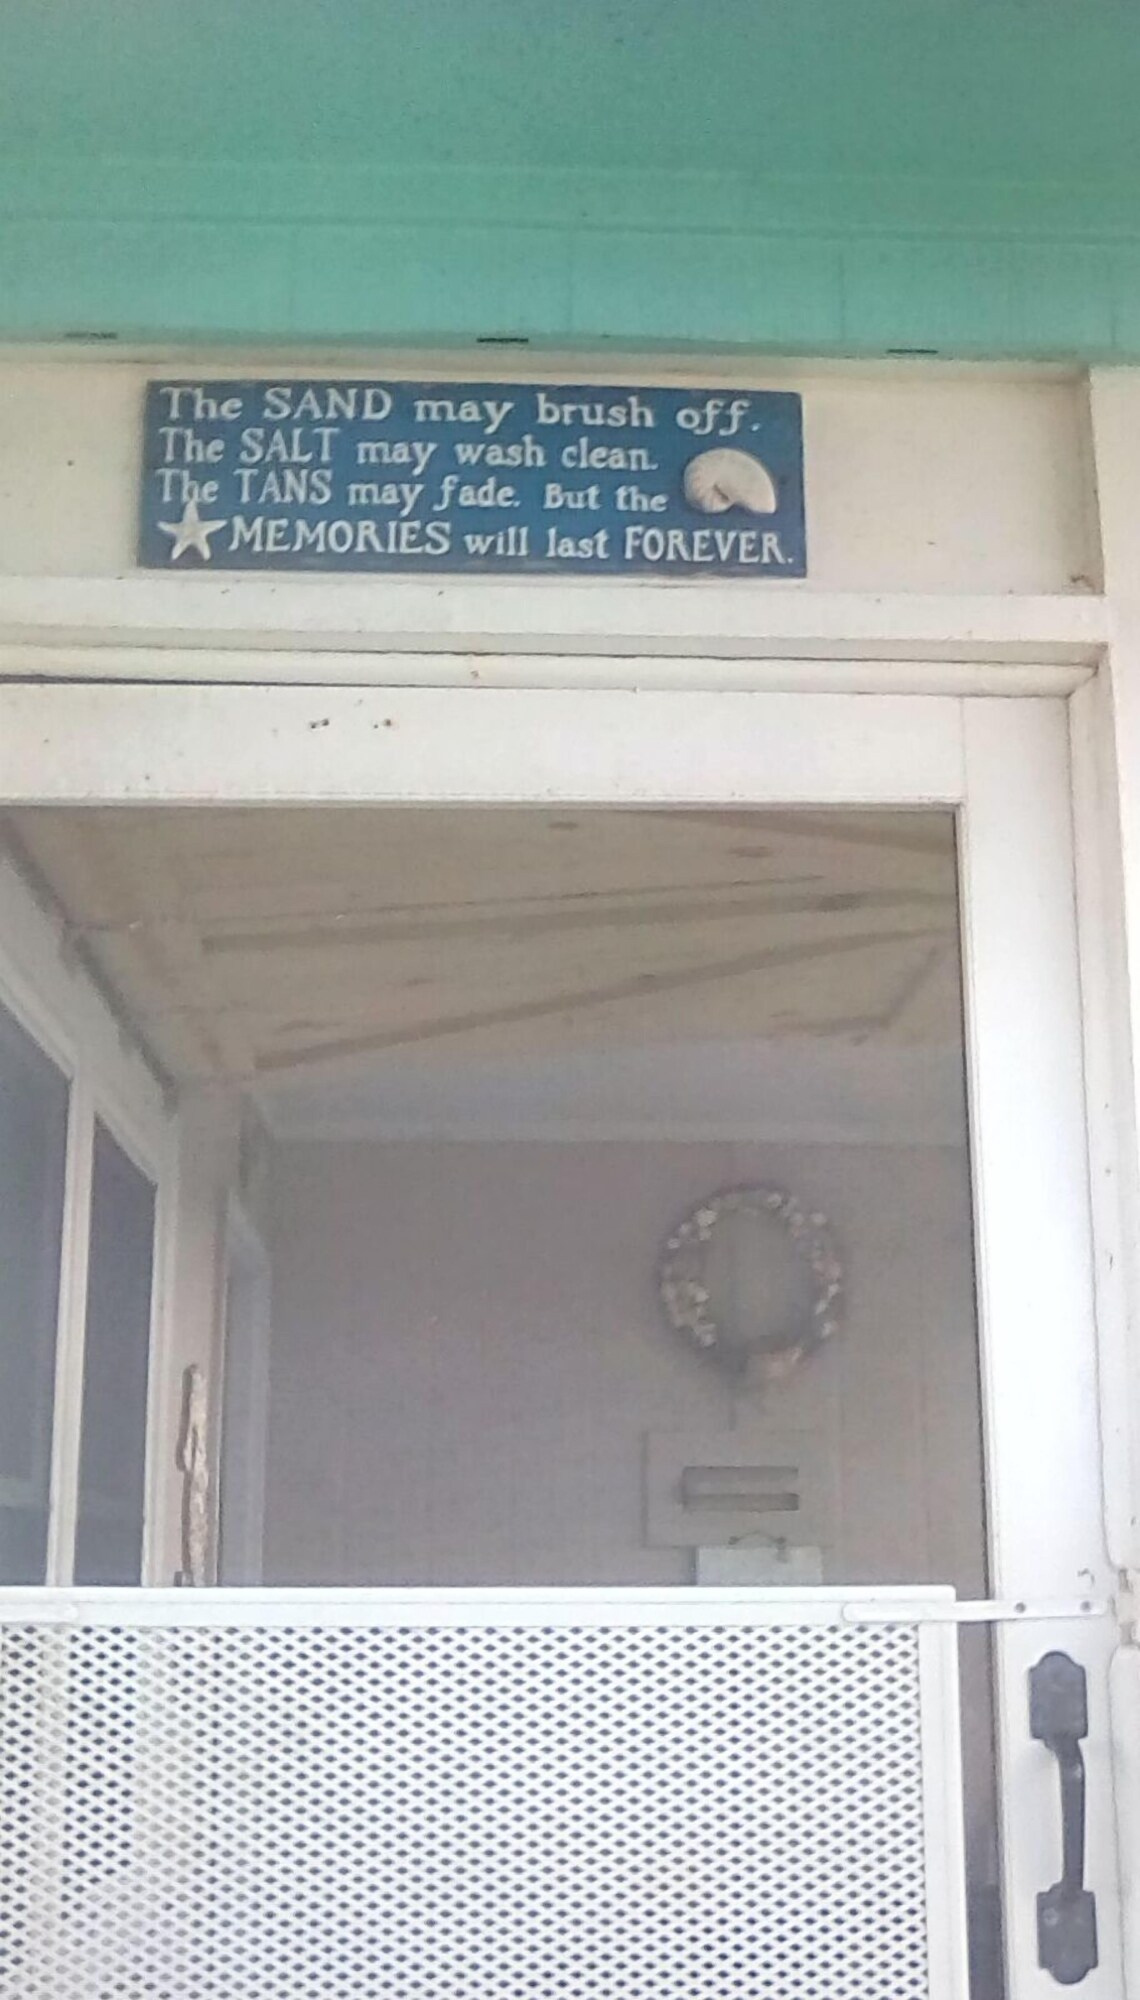 The SAND may brush off.
The SALT may wash clean.
The TANS may fade. But the
MEMORIES will last FOREVER.